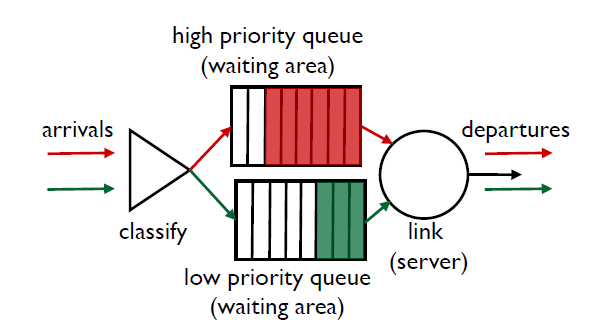 high priority queue
(waiting area)
arrivals
departures
classify
link
(server)
low priority queue
(waiting area)